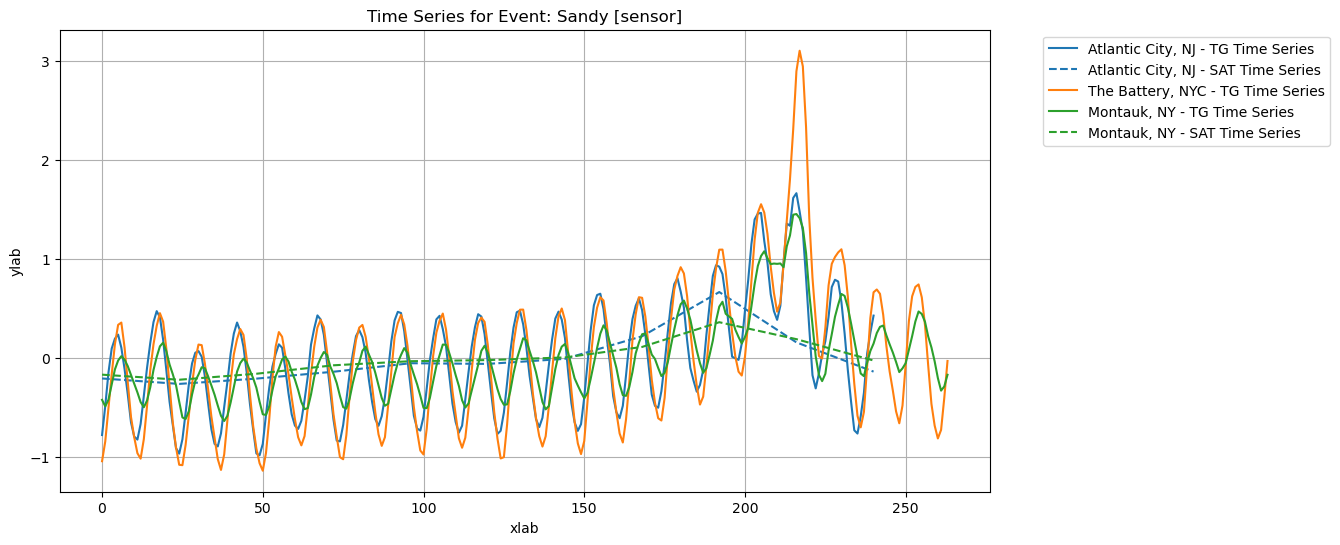 Time Series for Event: Sandy [sensor]
Atlantic City, NJ - TG Time Series
Atlantic City, NJ - SAT Time Series
The Battery, NYC - TG Time Series
Montauk, NY - TG Time Series
Montauk, NY - SAT Time Series
3
2
1
0
−1
ylab
0 50 100 150 200 250
xlab